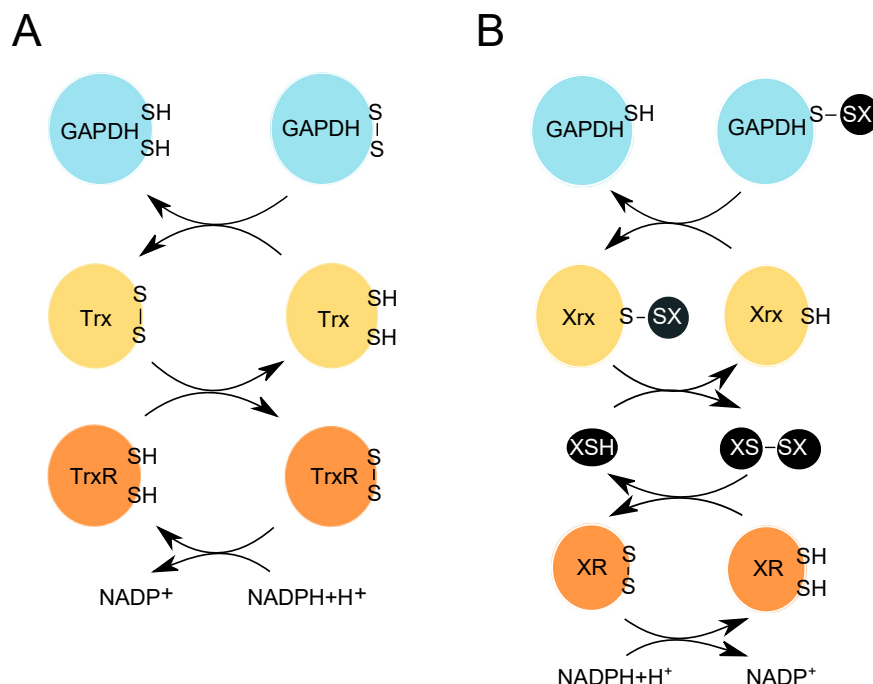 A
GAPDH
SH
SH
GAPDH
S
S
Trx
S
S
Trx
SH
SH
TrxR
SH
SH
TrxR
S
S
NADP+
NADPH+H+
B
GAPDH
SH
GAPDH
S
SX
Xrx
S
SX
Xrx
SH
XSH
XS
SX
XR
S
S
XR
SH
SH
NADPH+H+
NADP+